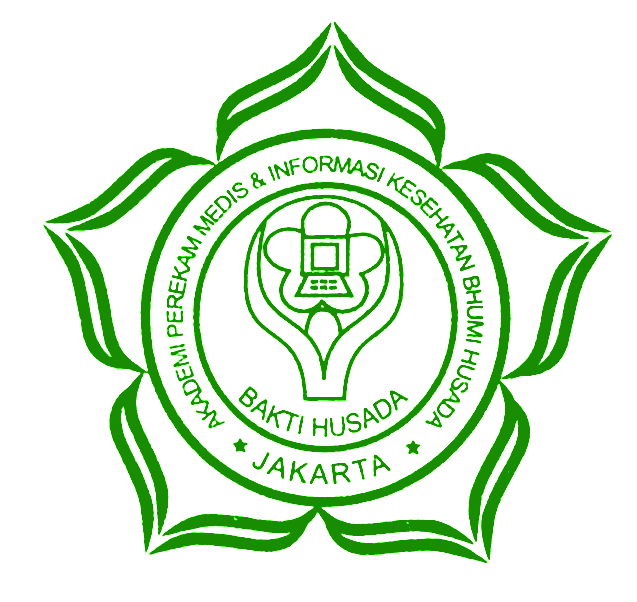 AKADEMI PEREKAM MEDIS & INFORMASI KESEHATAN BHUMI HUSADA
BAKTI HUSADA
JAKARTA